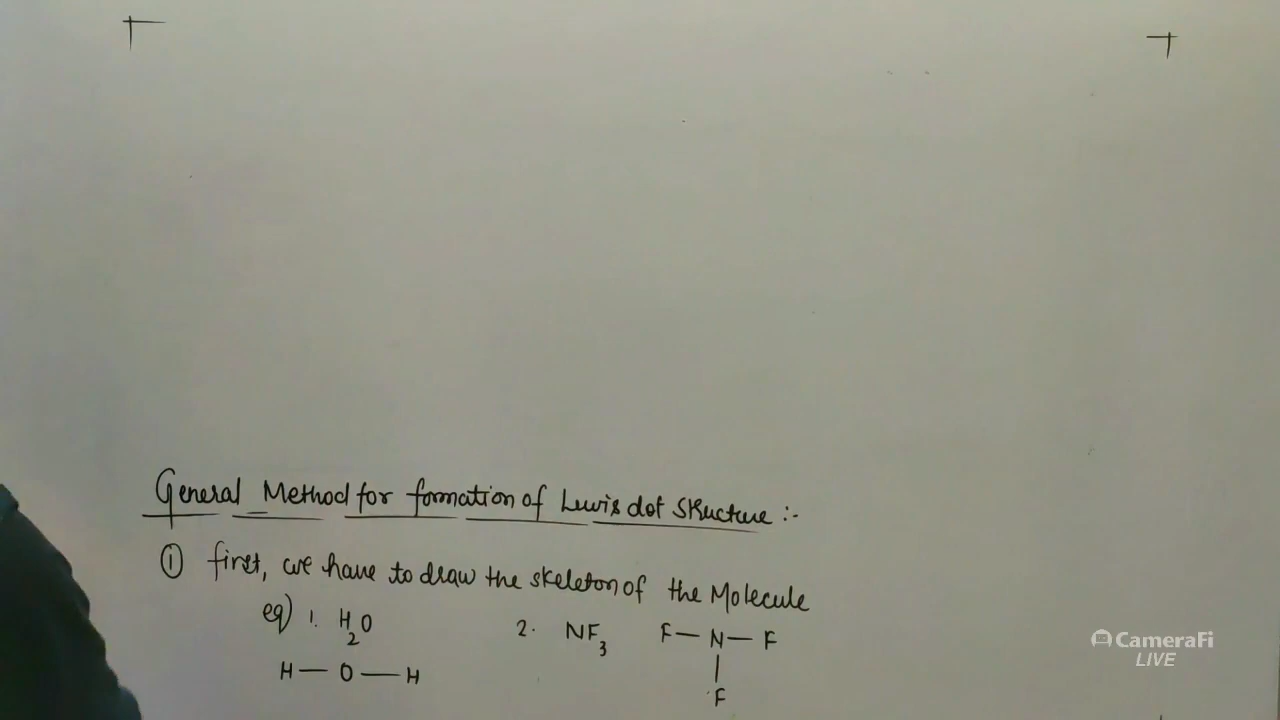 General Method for formation of Lewis dot Structure :-
① first, we have to draw the skeleton of the Molecule
eg) 1. H2O 2. NF3 F — N — F
H — O — H F
CameraFi
LIVE